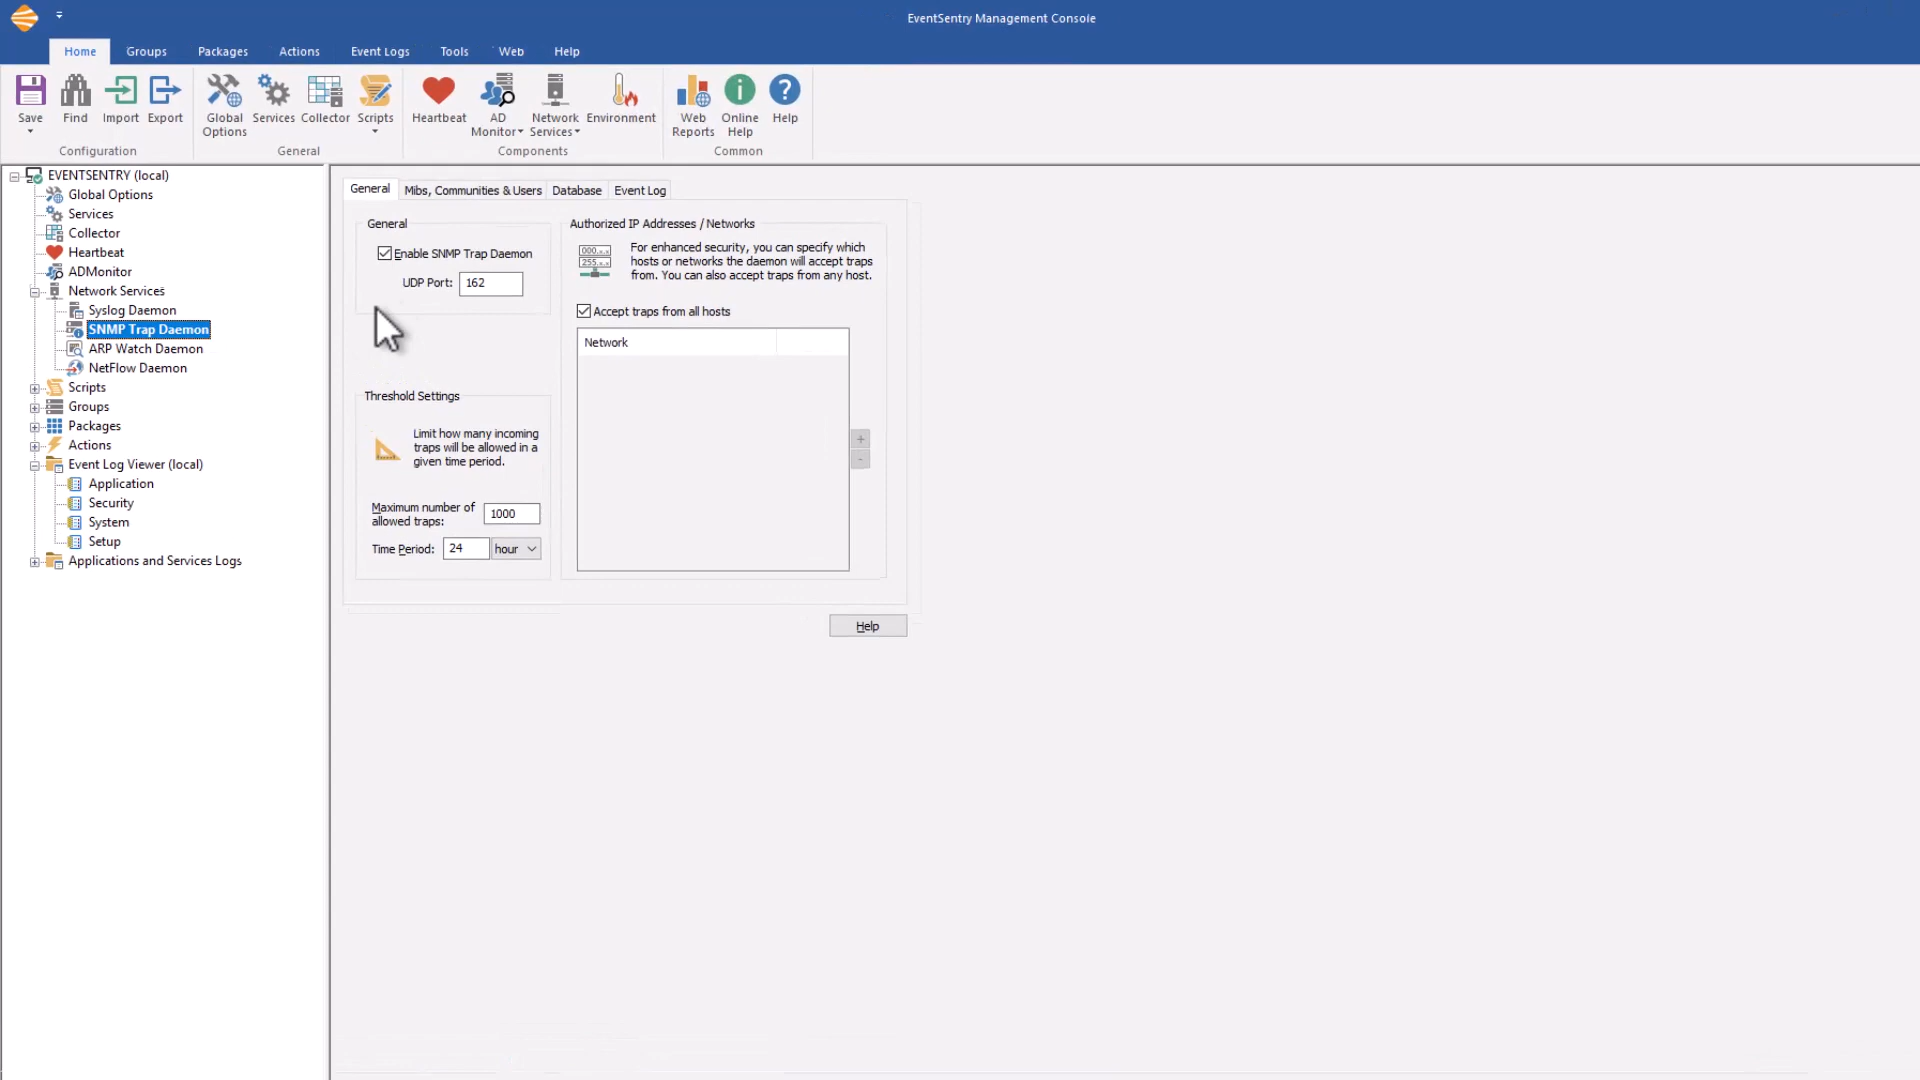 EventSentry Management Console
Home Groups Packages Actions Event Logs Tools Web Help
Save Find Import Export
Configuration
Global Options Services Collector Scripts
General
Heartbeat AD Monitor Network Services Environment
Components
Web Reports Online Help Help
Common
EVENTSENTRY (local)
Global Options
Services
Collector
Heartbeat
ADMonitor
Network Services
Syslog Daemon
SNMP Trap Daemon
ARP Watch Daemon
NetFlow Daemon
Scripts
Groups
Packages
Actions
Event Log Viewer (local)
Application
Security
System
Setup
Applications and Services Logs
General Mibs, Communities & Users Database Event Log
General
Enable SNMP Trap Daemon
UDP Port: 162
Threshold Settings
Limit how many incoming
traps will be allowed in a
given time period.
Maximum number of
allowed traps: 1000
Time Period: 24 hour
Authorized IP Addresses / Networks
000.x.x
255.x.x
For enhanced security, you can specify which
hosts or networks the daemon will accept traps
from. You can also accept traps from any host.
Accept traps from all hosts
Network
+
-
Help